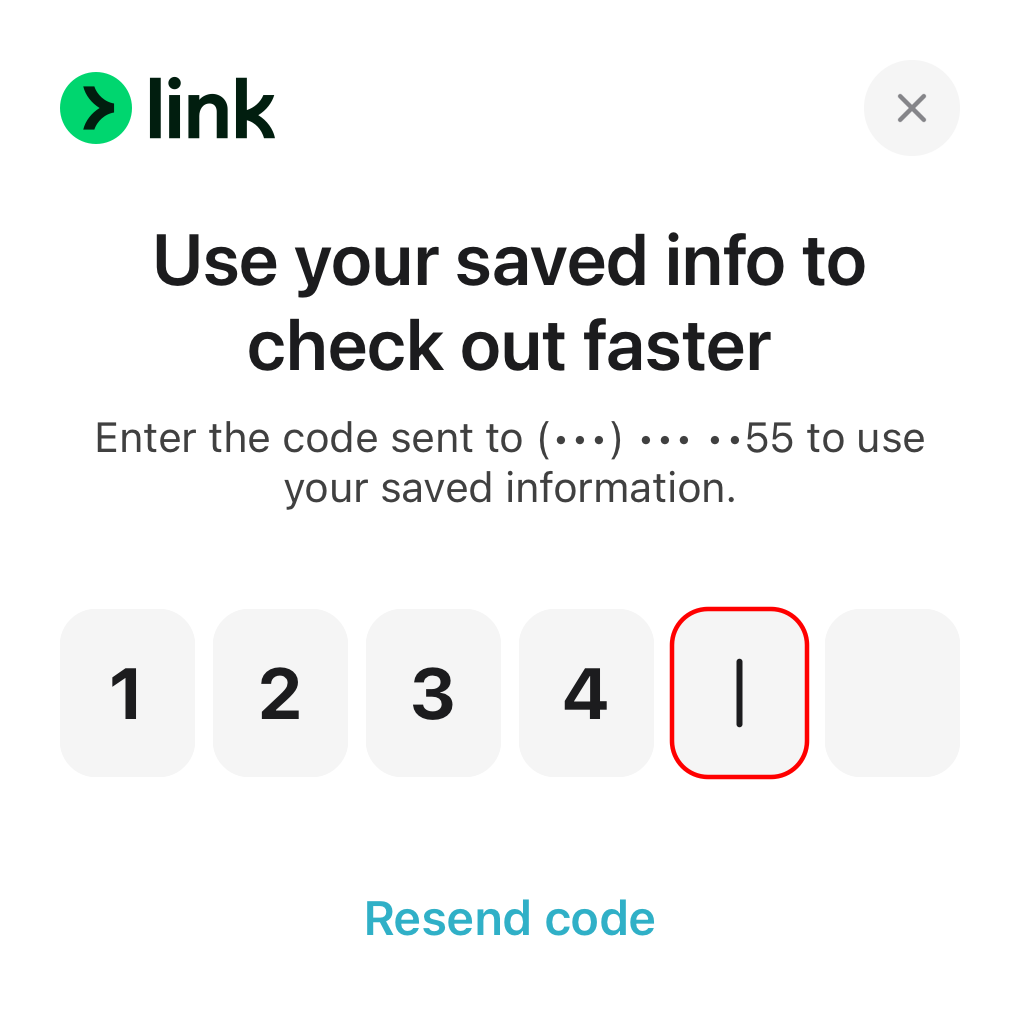 link
Use your saved info to
check out faster
Enter the code sent to (•••) ••• ••55 to use
your saved information.
1 2 3 4
Resend code